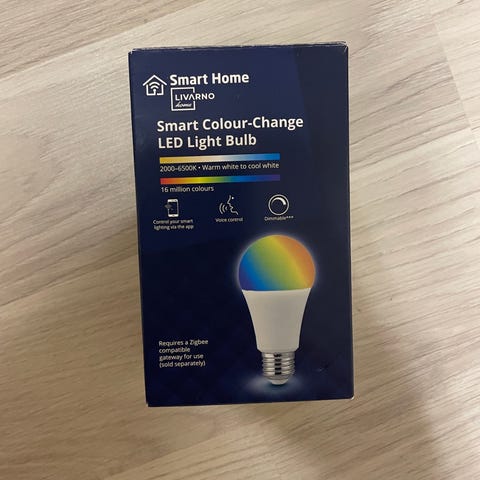 Smart Home
LIVARNO
home
Smart Colour-Change
LED Light Bulb
2000–6500K • Warm white to cool white
16 million colours
Control your smart
lighting via the app
Voice control
Dimmable***
Requires a Zigbee
compatible
gateway for use
(sold separately)